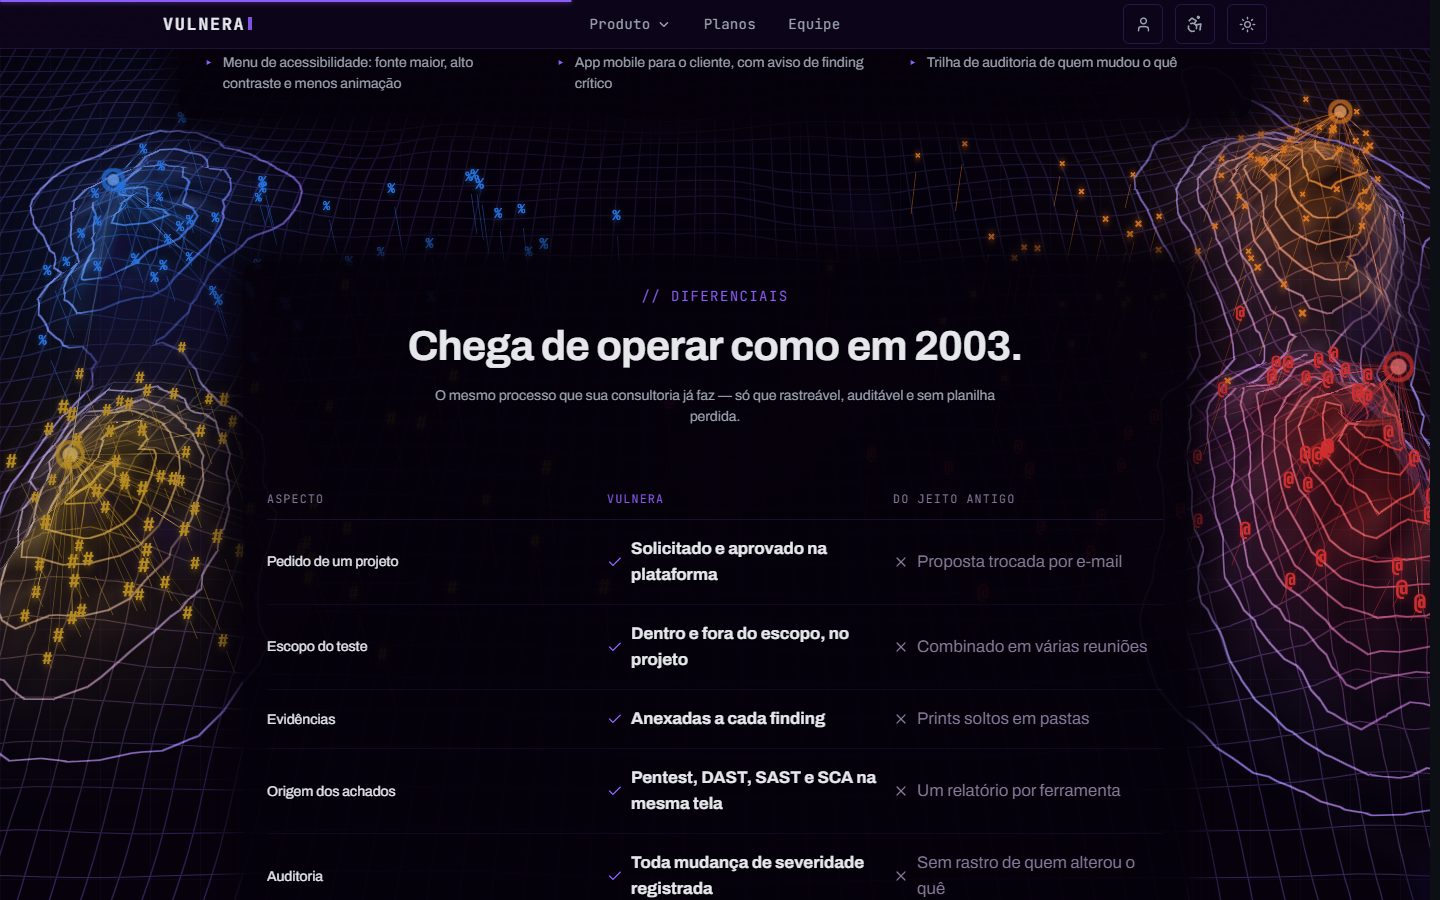 VULNERA
Produto
Planos
Equipe
Menu de acessibilidade: fonte maior, alto
contraste e menos animação
App mobile para o cliente, com aviso de finding
crítico
Trilha de auditoria de quem mudou o quê
// DIFERENCIAIS
Chega de operar como em 2003.
O mesmo processo que sua consultoria já faz — só que rastreável, auditável e sem planilha
perdida.
ASPECTO
VULNERA
DO JEITO ANTIGO
Pedido de um projeto
Solicitado e aprovado na
plataforma
Proposta trocada por e-mail
Escopo do teste
Dentro e fora do escopo, no
projeto
Combinado em várias reuniões
Evidências
Anexadas a cada finding
Prints soltos em pastas
Origem dos achados
Pentest, DAST, SAST e SCA na
mesma tela
Um relatório por ferramenta
Auditoria
Toda mudança de severidade
registrada
Sem rastro de quem alterou o
quê